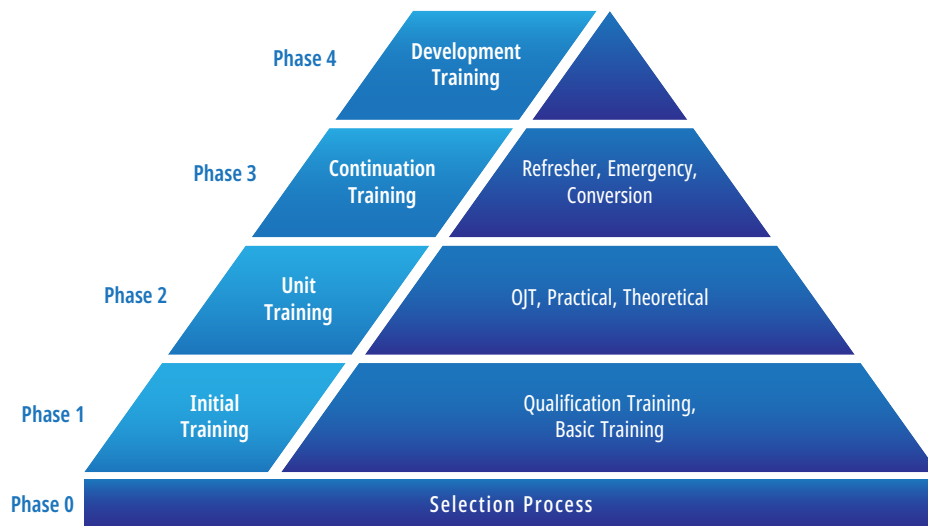 Phase 4
Development
Training
Phase 3
Continuation
Training
Refresher, Emergency,
Conversion
Phase 2
Unit
Training
OJT, Practical, Theoretical
Phase 1
Initial
Training
Qualification Training,
Basic Training
Phase 0
Selection Process